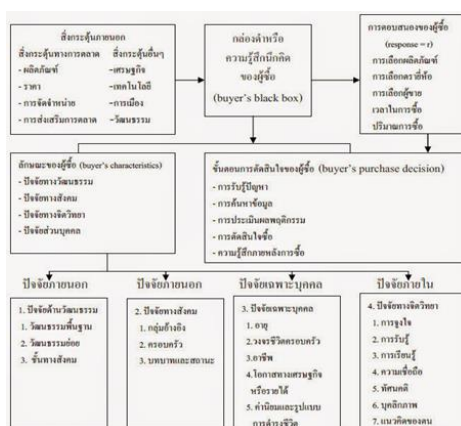 สิ่งกระตุ้นภายนอก
สิ่งกระตุ้นทางการตลาด สิ่งกระตุ้นอื่นๆ
-ผลิตภัณฑ์ -เศรษฐกิจ
- ราคา -เทคโนโลยี
- การจัดจำหน่าย -การเมือง
- การส่งเสริมการตลาด -วัฒนธรรม
กล่องดำหรือ
ความรู้สึกนึกคิด
ของผู้ซื้อ
(buyer's black box)
การตอบสนองของผู้ซื้อ
(response = r)
การเลือกผลิตภัณฑ์
การเลือกตรายี่ห้อ
การเลือกผู้ขาย
เวลาในการซื้อ
ปริมาณการซื้อ
ลักษณะของผู้ซื้อ (buyer's characteristics)
- ปัจจัยทางวัฒนธรรม
- ปัจจัยทางสังคม
- ปัจจัยทางจิตวิทยา
- ปัจจัยส่วนบุคคล
ขั้นตอนการตัดสินใจของผู้ซื้อ (buyer's purchase decision)
- การรับรู้ปัญหา
- การค้นหาข้อมูล
- การประเมินผลพฤติกรรม
- การตัดสินใจซื้อ
- ความรู้สึกภายหลังการซื้อ
ปัจจัยภายนอก
1. ปัจจัยด้านวัฒนธรรม
1. วัฒนธรรมพื้นฐาน
2. วัฒนธรรมย่อย
3. ชั้นทางสังคม
ปัจจัยภายนอก
2. ปัจจัยทางสังคม
1. กลุ่มอ้างอิง
2. ครอบครัว
3. บทบาทและสถานะ
ปัจจัยเฉพาะบุคคล
3. ปัจจัยเฉพาะบุคคล
1. อายุ
2.วงจรชีวิตครอบครัว
3.อาชีพ
4.โอกาสทางเศรษฐกิจ
หรือรายได้
5. ค่านิยมและรูปแบบ
การดำรงชีวิต
ปัจจัยภายใน
4. ปัจจัยทางจิตวิทยา
1. การจูงใจ
2. การรับรู้
3. การเรียนรู้
4. ความเชื่อถือ
5. ทัศนคติ
6. บุคลิกภาพ
7. แนวคิดของตน